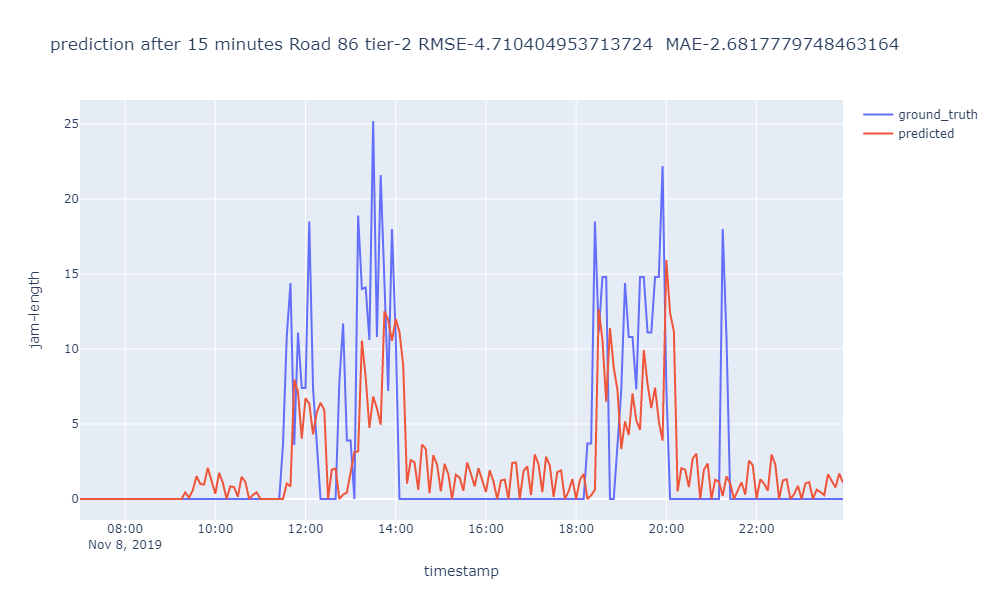 prediction after 15 minutes Road 86 tier-2 RMSE-4.710404953713724  MAE-2.6817779748463164
ground_truth
predicted
25
20
15
10
5
0
jam-length
08:00 10:00 12:00 14:00 16:00 18:00 20:00 22:00
Nov 8, 2019
timestamp